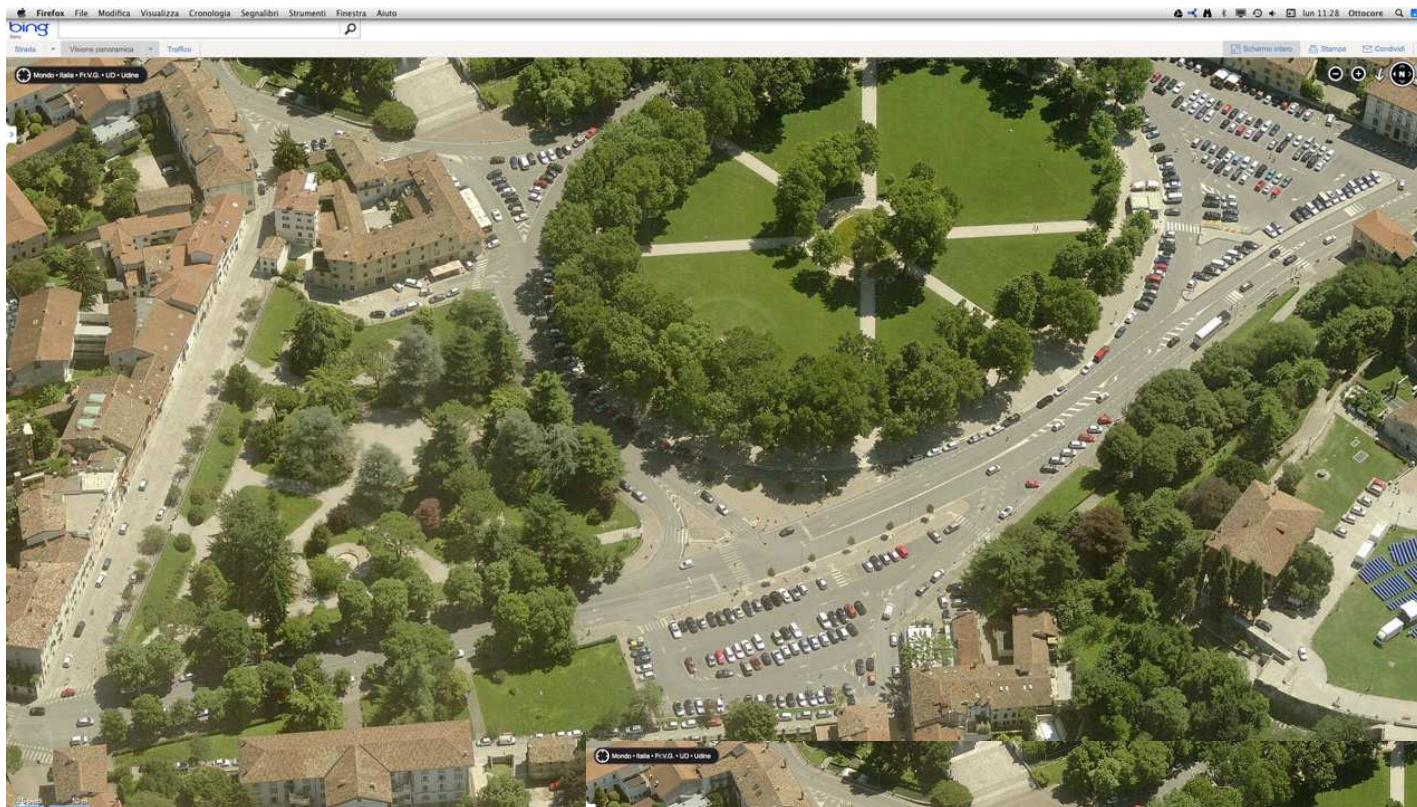 Firefox File Modifica Visualizza Cronologia Segnalibri Strumenti Finestra Aiuto lun 11:28 Ottocore
bing
Strada Visione panoramica Traffico Schermo intero Stampa Condividi
Mondo • Italia • Fr.V.G. • UD • Udine
N
Mondo • Italia • Fr.V.G. • UD • Udine